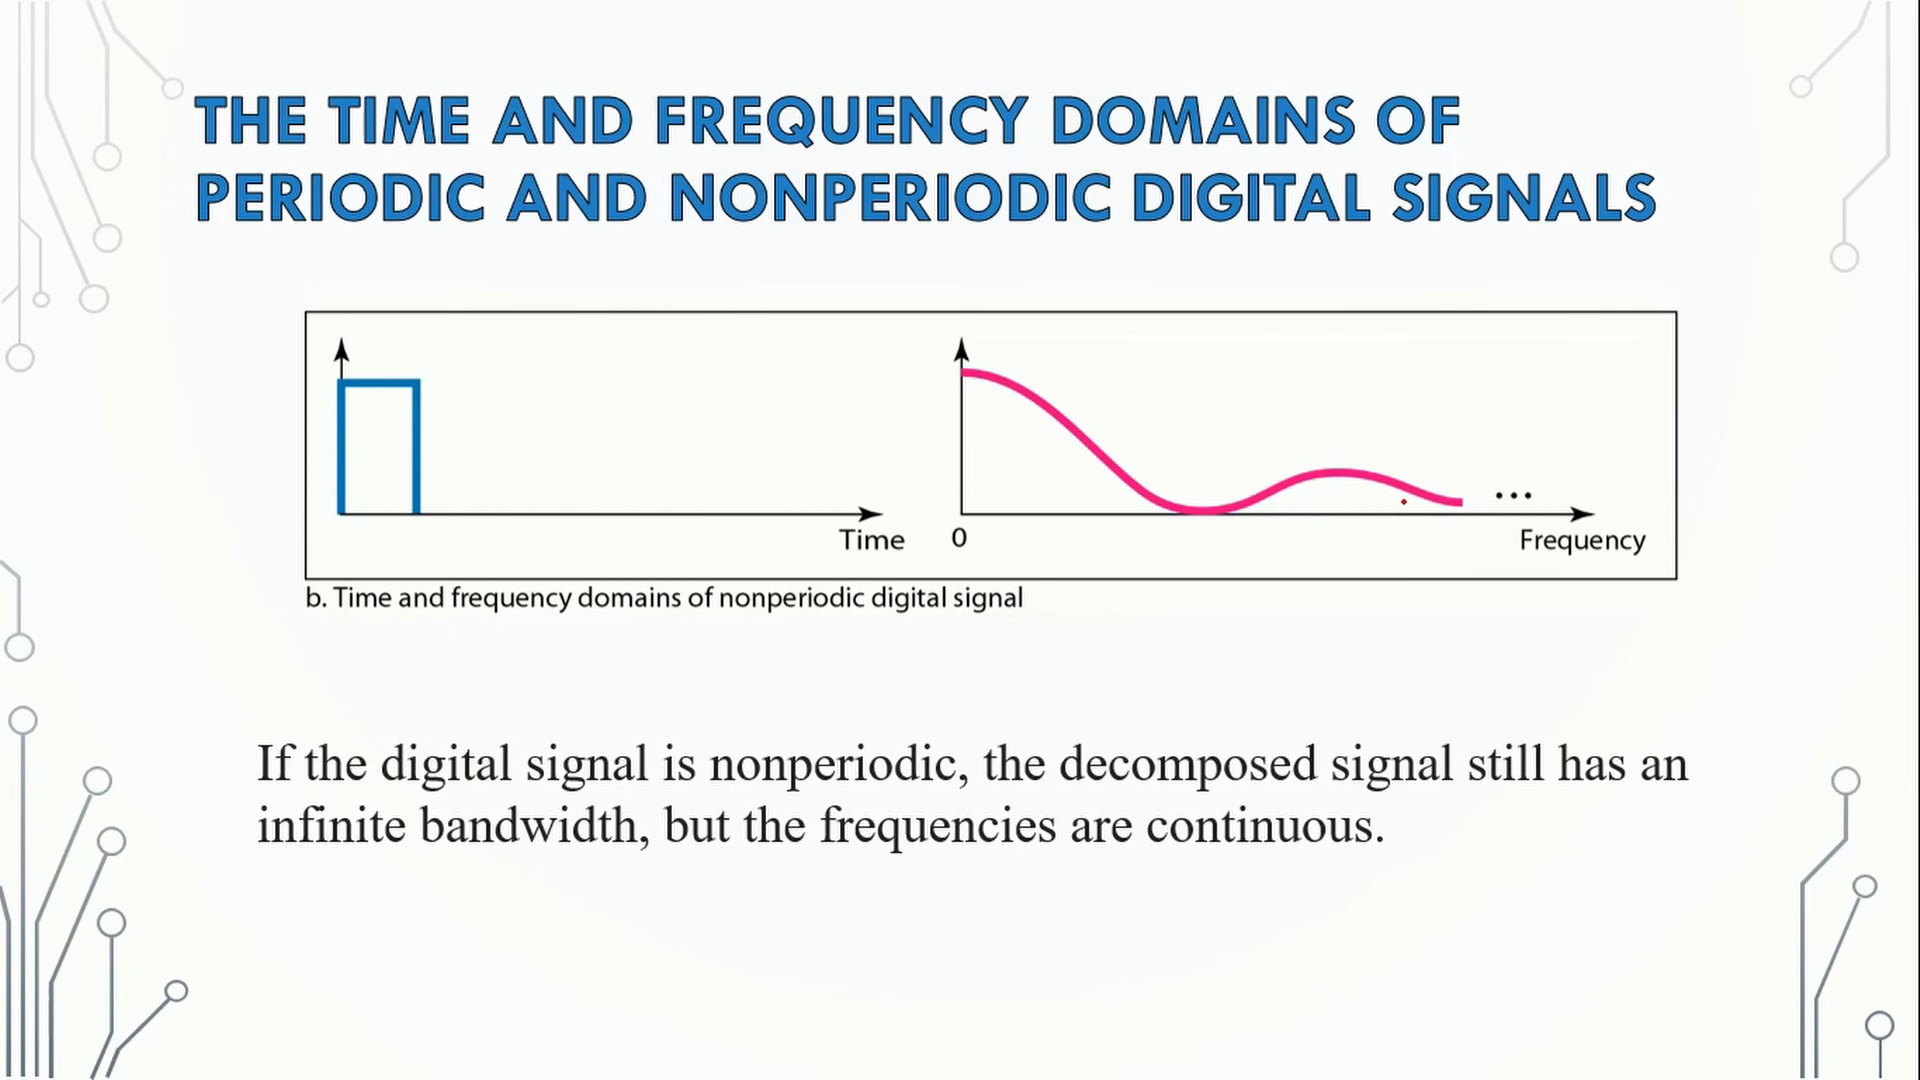 THE TIME AND FREQUENCY DOMAINS OF
PERIODIC AND NONPERIODIC DIGITAL SIGNALS
Time
0
...
Frequency
b. Time and frequency domains of nonperiodic digital signal
If the digital signal is nonperiodic, the decomposed signal still has an
infinite bandwidth, but the frequencies are continuous.